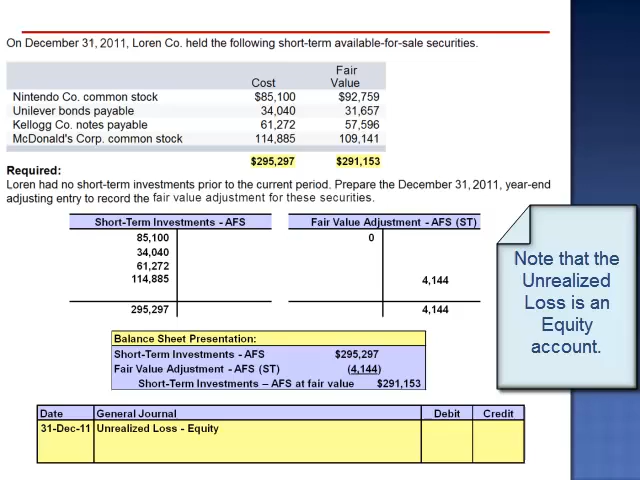 On December 31, 2011, Loren Co. held the following short-term available-for-sale securities.
Cost Fair Value
Nintendo Co. common stock $85,100 $92,759
Unilever bonds payable 34,040 31,657
Kellogg Co. notes payable 61,272 57,596
McDonald's Corp. common stock 114,885 109,141
$295,297 $291,153
Required:
Loren had no short-term investments prior to the current period. Prepare the December 31, 2011, year-end
adjusting entry to record the fair value adjustment for these securities.
Short-Term Investments - AFS
85,100
34,040
61,272
114,885
295,297
Fair Value Adjustment - AFS (ST)
0
4,144
4,144
Note that the
Unrealized
Loss is an
Equity
account.
Balance Sheet Presentation:
Short-Term Investments - AFS $295,297
Fair Value Adjustment - AFS (ST) (4,144)
Short-Term Investments – AFS at fair value $291,153
Date General Journal Debit Credit
31-Dec-11 Unrealized Loss - Equity